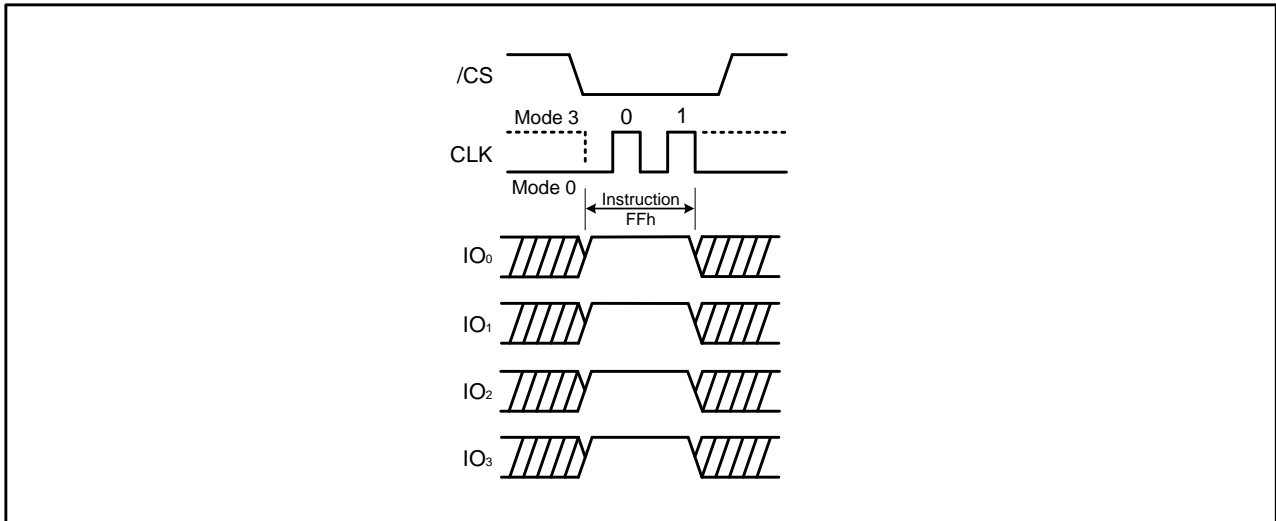 /CS
Mode 3 0 1
CLK
Mode 0
Instruction
FFh
IO₀
IO₁
IO₂
IO₃